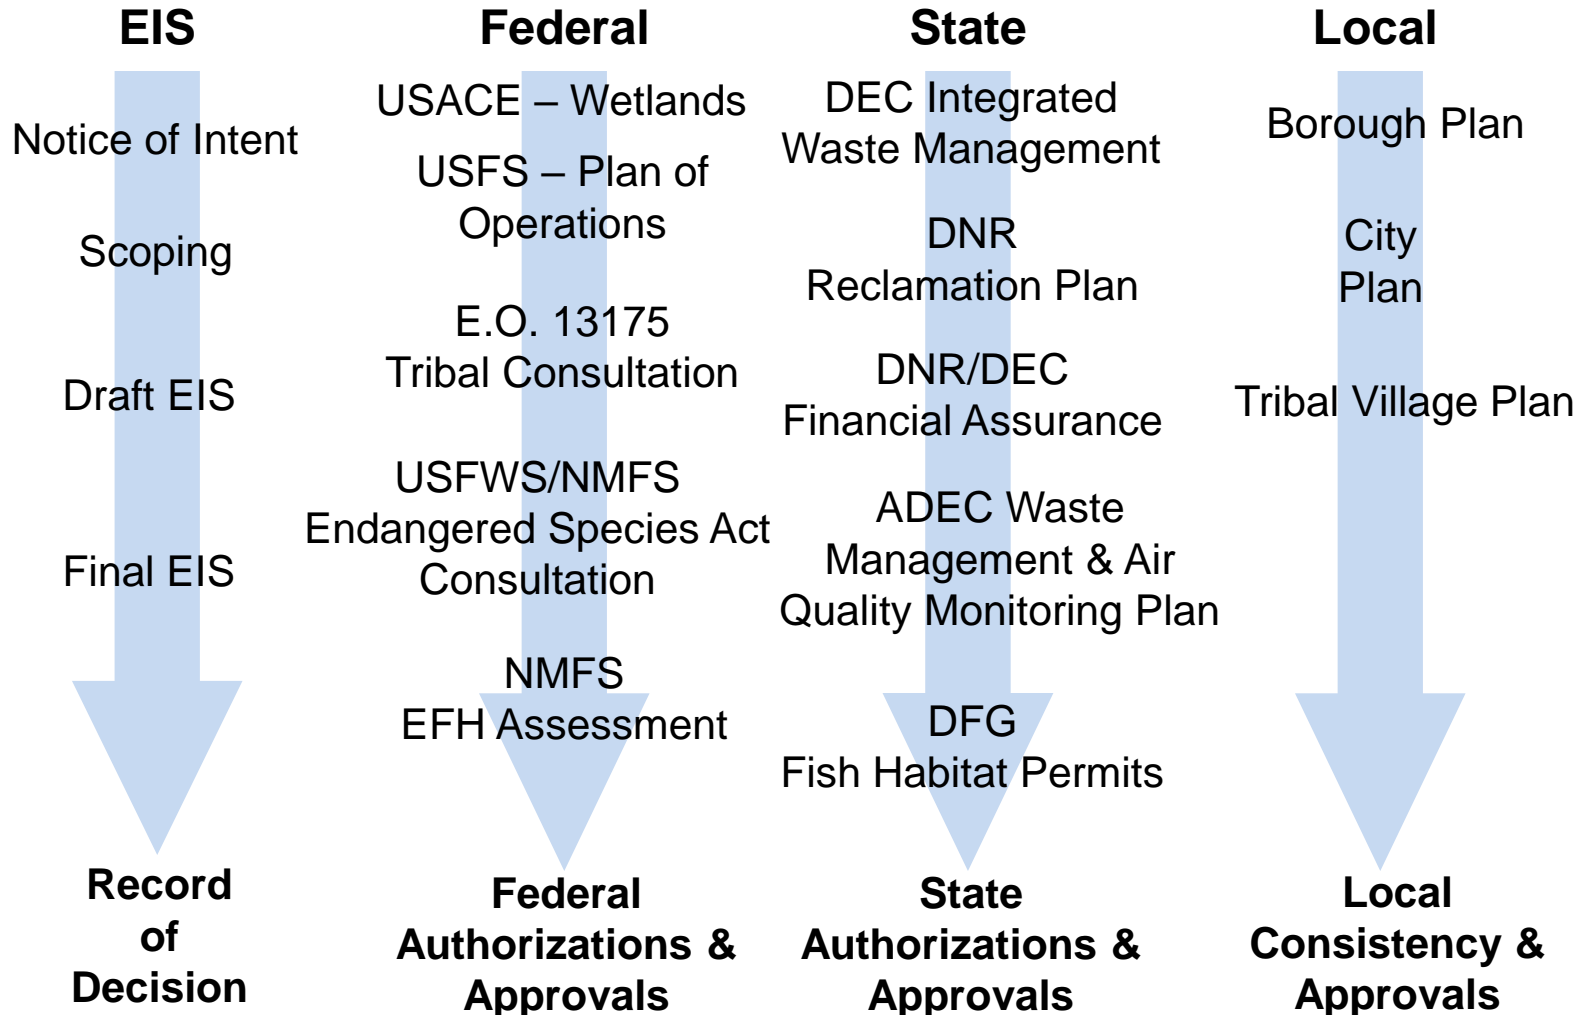 EIS
Notice of Intent
Scoping
Draft EIS
Final EIS
Record
of
Decision
Federal
USACE – Wetlands
USFS – Plan of
Operations
E.O. 13175
Tribal Consultation
USFWS/NMFS
Endangered Species Act
Consultation
NMFS
EFH Assessment
Federal
Authorizations &
Approvals
State
DEC Integrated
Waste Management
DNR
Reclamation Plan
DNR/DEC
Financial Assurance
ADEC Waste
Management & Air
Quality Monitoring Plan
DFG
Fish Habitat Permits
State
Authorizations &
Approvals
Local
Borough Plan
City
Plan
Tribal Village Plan
Local
Consistency &
Approvals